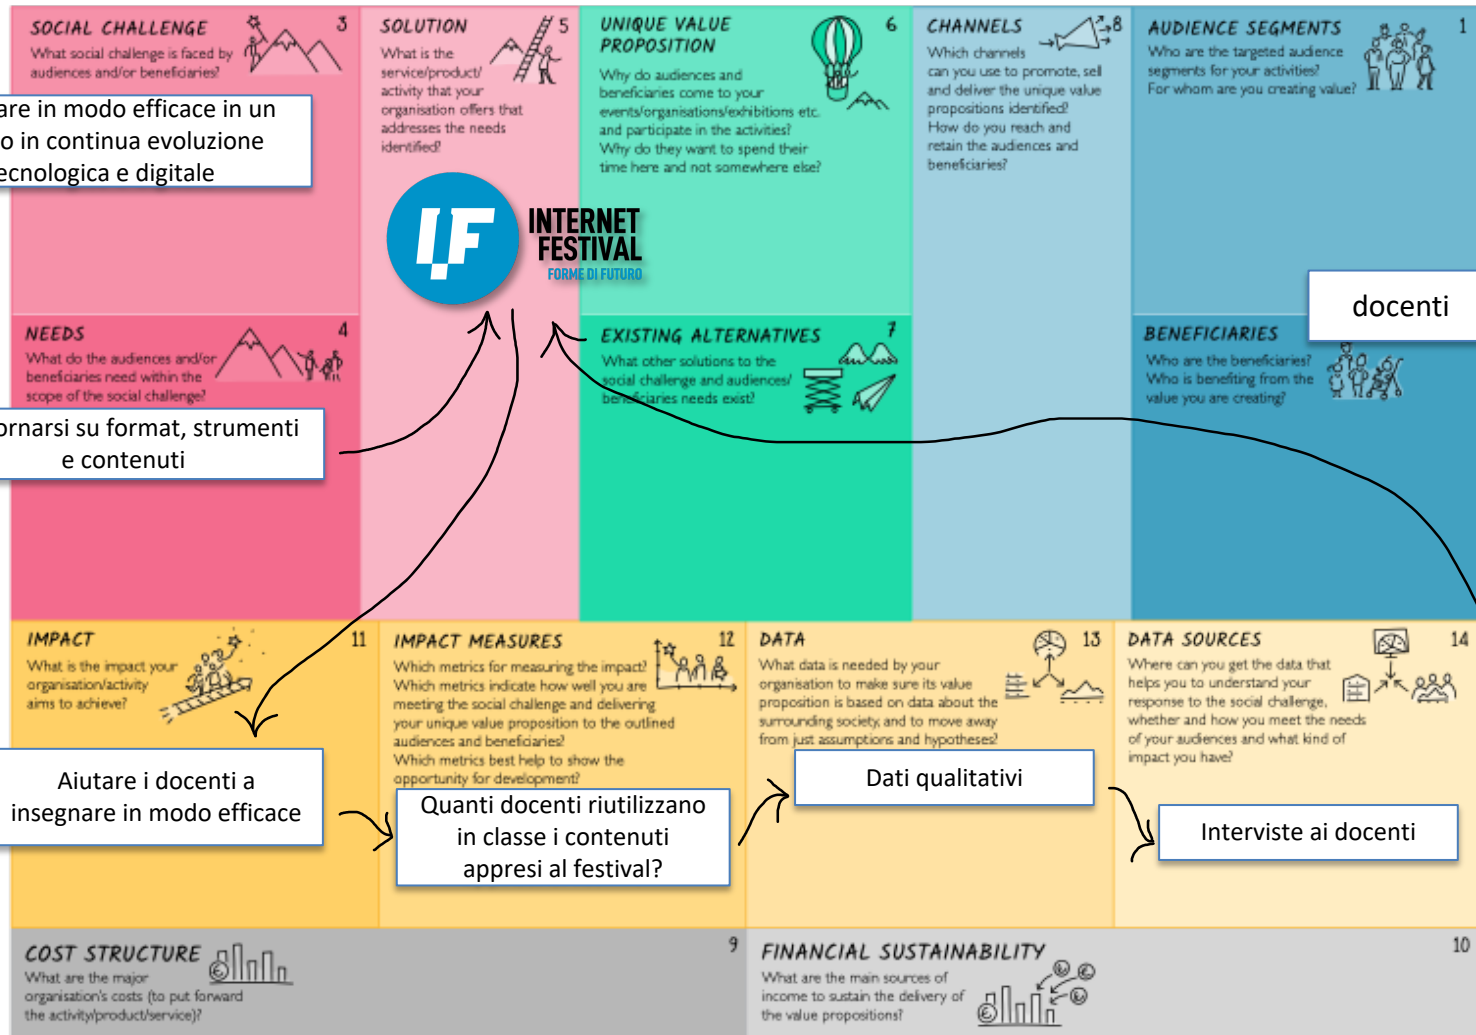 SOCIAL CHALLENGE
3
What social challenge is faced by
audiences and/or beneficiaries?
are in modo efficace in un
o in continua evoluzione
ecnologica e digitale
NEEDS
4
What do the audiences and/or
beneficiaries need within the
scope of the social challenge?
ornarsi su format, strumenti
e contenuti
SOLUTION
5
What is the
service/product/
activity that your
organisation offers that
addresses the needs
identified?
I.F
INTERNET
FESTIVAL
FORME DI FUTURO
UNIQUE VALUE
PROPOSITION
6
Why do audiences and
beneficiaries come to your
events/organisations/exhibitions etc.
and participate in the activities?
Why do they want to spend their
time here and not somewhere else?
EXISTING ALTERNATIVES
7
What other solutions to the
social challenge and audiences/
beneficiaries needs exist?
CHANNELS
8
Which channels
can you use to promote, sell
and deliver the unique value
propositions identified?
How do you reach and
retain the audiences and
beneficiaries?
AUDIENCE SEGMENTS
1
Who are the targeted audience
segments for your activities?
For whom are you creating value?
docenti
BENEFICIARIES
Who are the beneficiaries?
Who is benefiting from the
value you are creating?
IMPACT
11
What is the impact your
organisation/activity
aims to achieve?
Aiutare i docenti a
insegnare in modo efficace
IMPACT MEASURES
12
Which metrics for measuring the impact?
Which metrics indicate how well you are
meeting the social challenge and delivering
your unique value proposition to the outlined
audiences and beneficiaries?
Which metrics best help to show the
opportunity for development?
Quanti docenti riutilizzano
in classe i contenuti
appresi al festival?
DATA
13
What data is needed by your
organisation to make sure its value
proposition is based on data about the
surrounding society, and to move away
from just assumptions and hypotheses?
Dati qualitativi
DATA SOURCES
14
Where can you get the data that
helps you to understand your
response to the social challenge,
whether and how you meet the needs
of your audiences and what kind of
impact you have?
Interviste ai docenti
COST STRUCTURE
9
What are the major
organisation's costs (to put forward
the activity/product/service)?
FINANCIAL SUSTAINABILITY
10
What are the main sources of
income to sustain the delivery of
the value propositions?